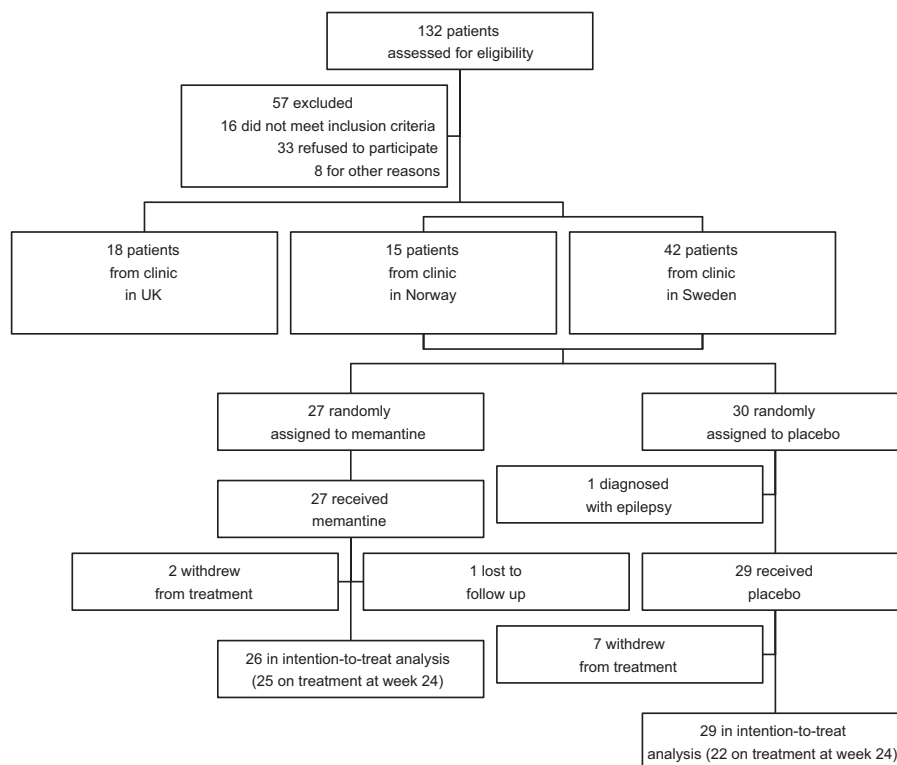 132 patients
assessed for eligibility
57 excluded
16 did not meet inclusion criteria
33 refused to participate
8 for other reasons
18 patients
from clinic
in UK
15 patients
from clinic
in Norway
42 patients
from clinic
in Sweden
27 randomly
assigned to memantine
30 randomly
assigned to placebo
1 diagnosed
with epilepsy
27 received
memantine
2 withdrew
from treatment
1 lost to
follow up
29 received
placebo
7 withdrew
from treatment
26 in intention-to-treat analysis
(25 on treatment at week 24)
29 in intention-to-treat
analysis (22 on treatment at week 24)